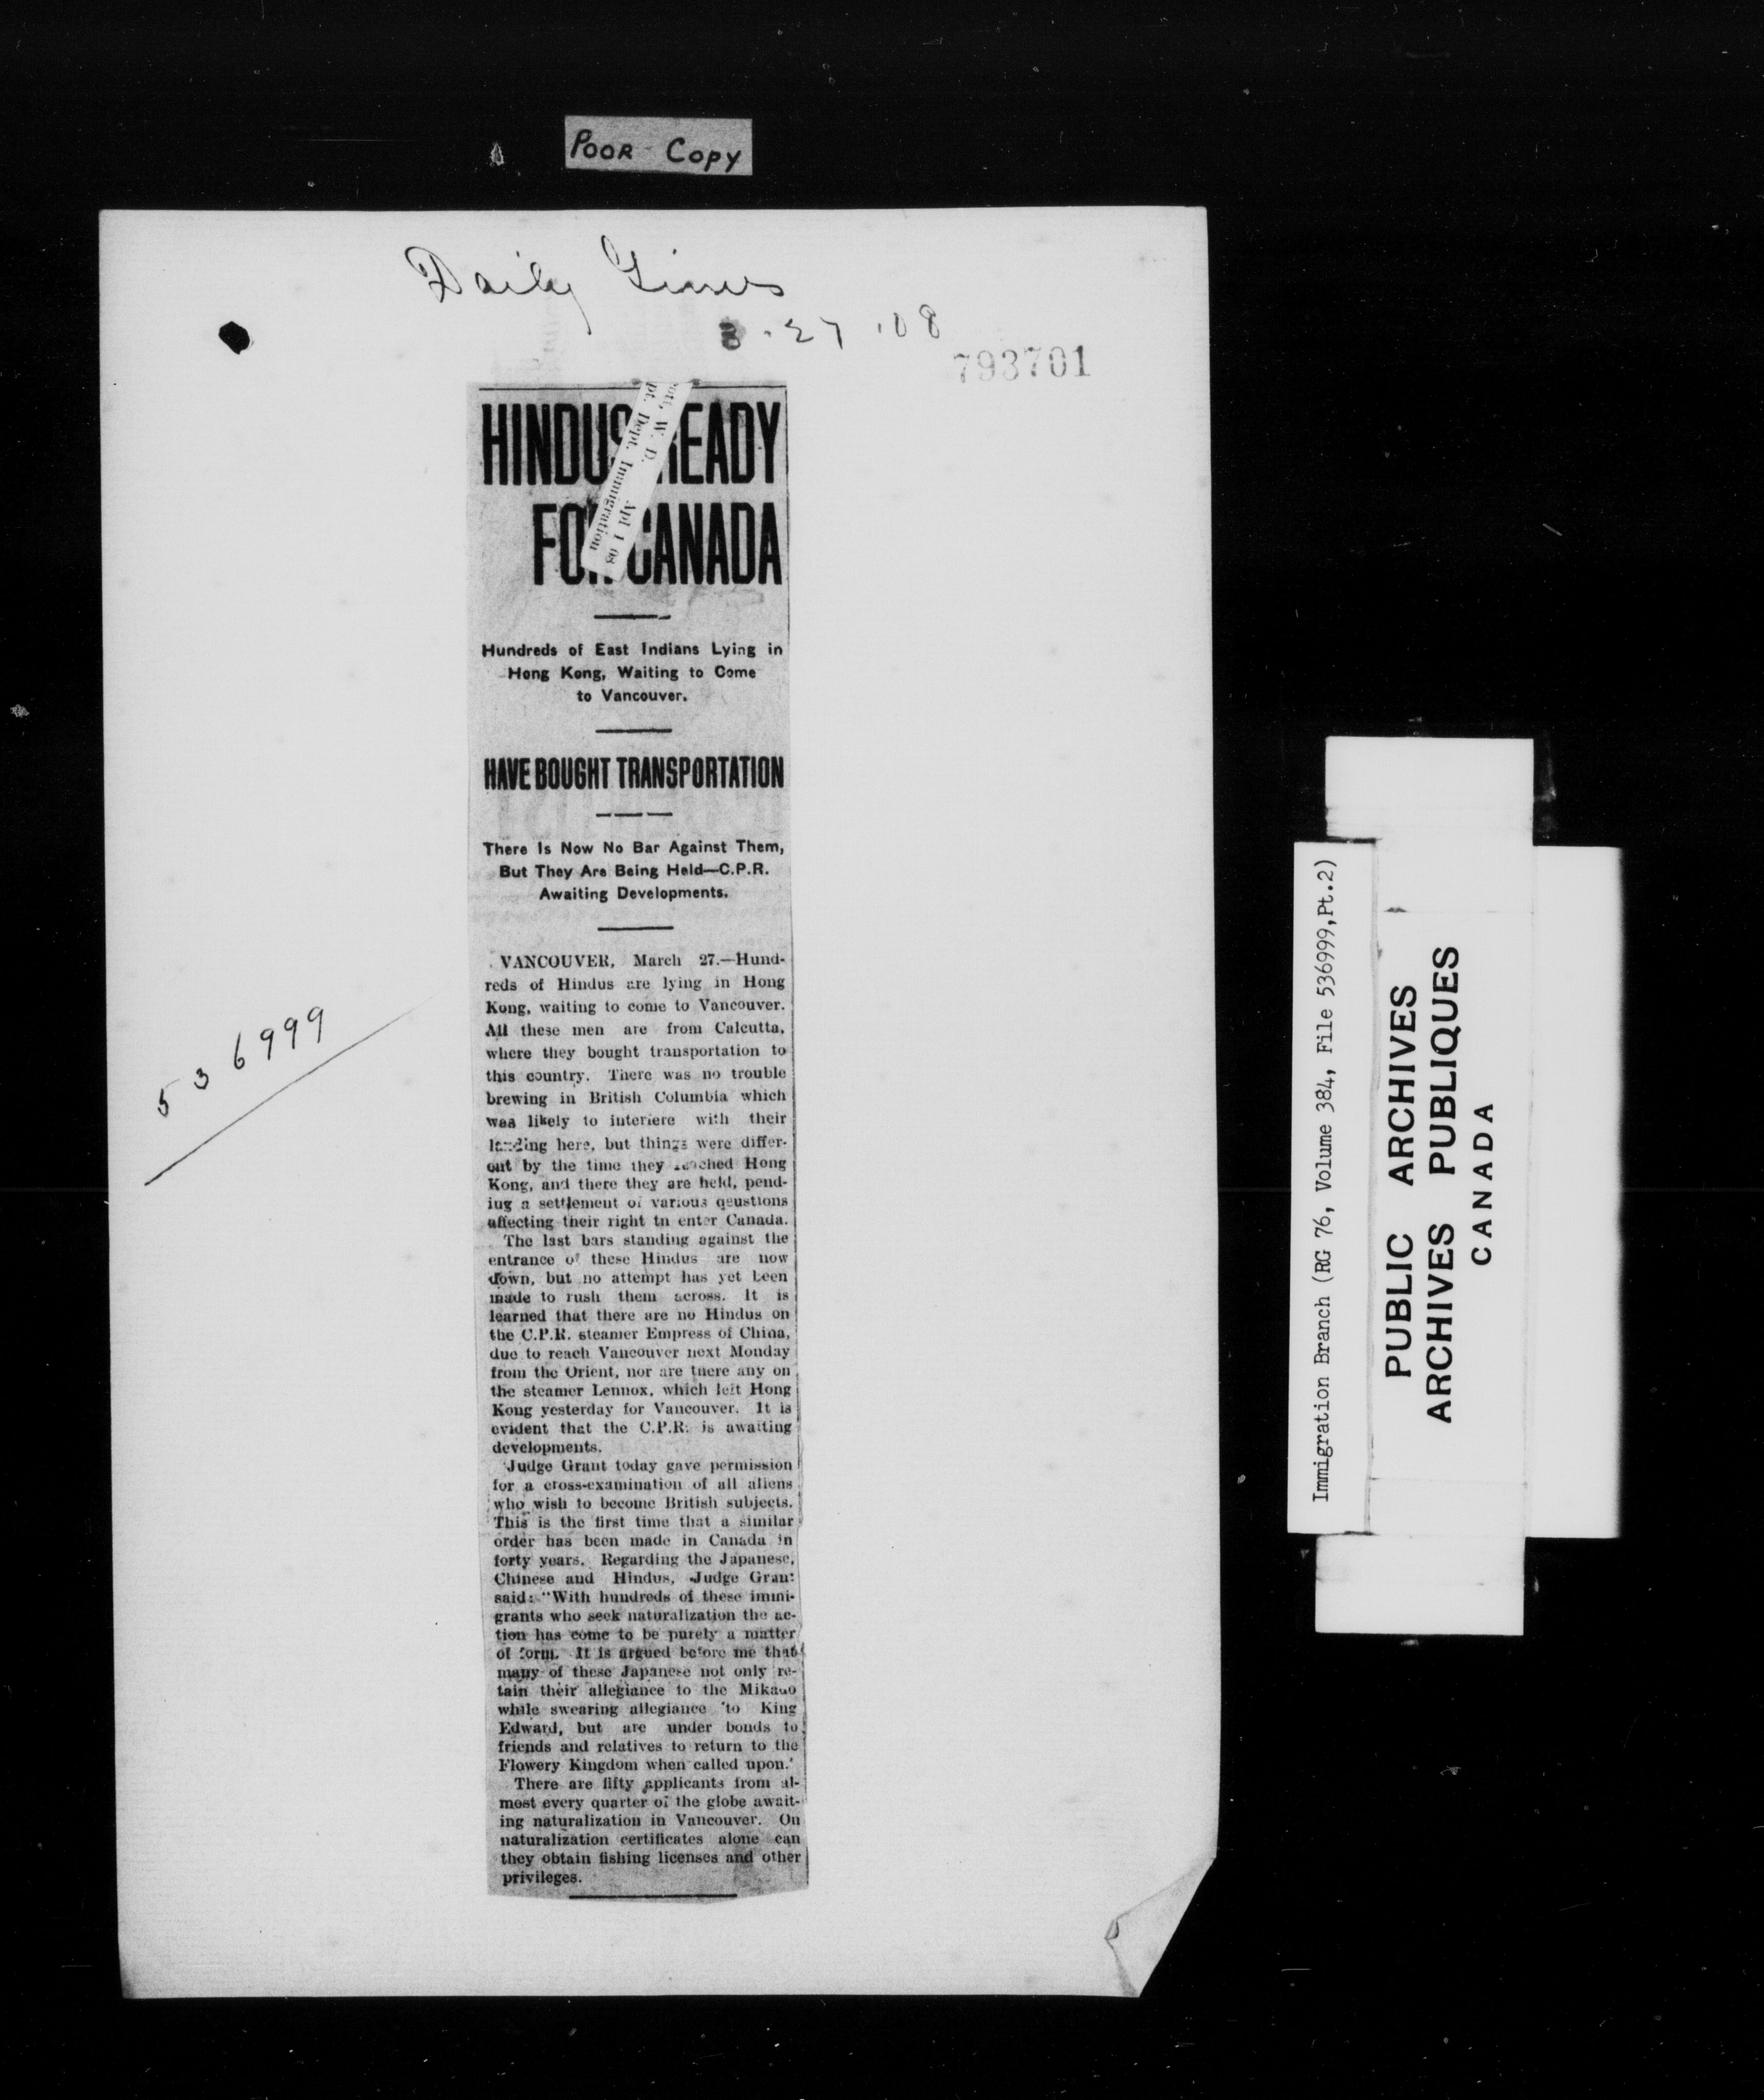 POOR COPY
Daily Times
3.27.08
793701
HINDUS READY
FOR CANADA
W. D. Apl 1 08
pt. Dept. Immigration
Hundreds of East Indians Lying in
Hong Kong, Waiting to Come
to Vancouver.
HAVE BOUGHT TRANSPORTATION
There Is Now No Bar Against Them,
But They Are Being Held—C.P.R.
Awaiting Developments.
VANCOUVER, March 27.—Hund-
reds of Hindus are lying in Hong
Kong, waiting to come to Vancouver.
All these men are from Calcutta,
where they bought transportation to
this country. There was no trouble
brewing in British Columbia which
was likely to interfere with their
landing here, but things were differ-
out by the time they reached Hong
Kong, and there they are held, pend-
ing a settlement of various qeustions
affecting their right tn enter Canada.
The last bars standing against the
entrance of these Hindus are now
down, but no attempt has yet been
made to rush them across. It is
learned that there are no Hindus on
the C.P.R. steamer Empress of China,
due to reach Vancouver next Monday
from the Orient, nor are there any on
the steamer Lennox, which left Hong
Kong yesterday for Vancouver. It is
evident that the C.P.R. is awaiting
developments.
Judge Grant today gave permission
for a cross-examination of all aliens
who wish to become British subjects.
This is the first time that a similar
order has been made in Canada in
forty years. Regarding the Japanese,
Chinese and Hindus, Judge Grant
said: "With hundreds of these immi-
grants who seek naturalization the ac-
tion has come to be purely a matter
of form. It is argued before me that
many of these Japanese not only re-
tain their allegiance to the Mikado
while swearing allegiance to King
Edward, but are under bonds to
friends and relatives to return to the
Flowery Kingdom when called upon.'
There are fifty applicants from al-
most every quarter of the globe await-
ing naturalization in Vancouver. On
naturalization certificates alone can
they obtain fishing licenses and other
privileges.
536999
Immigration Branch (RG 76, Volume 384, File 536999,Pt.2)
PUBLIC ARCHIVES
ARCHIVES PUBLIQUES
CANADA